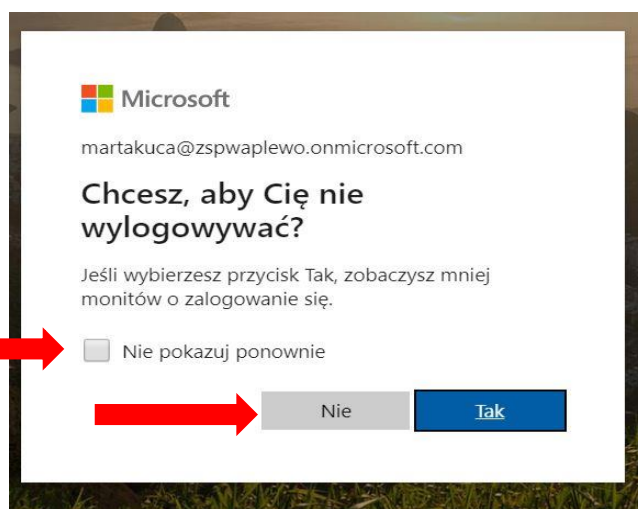 Microsoft
martakuca@zspwaplewo.onmicrosoft.com
Chcesz, aby Cię nie
wylogowywać?
Jeśli wybierzesz przycisk Tak, zobaczysz mniej
monitów o zalogowanie się.
Nie pokazuj ponownie
Nie Tak